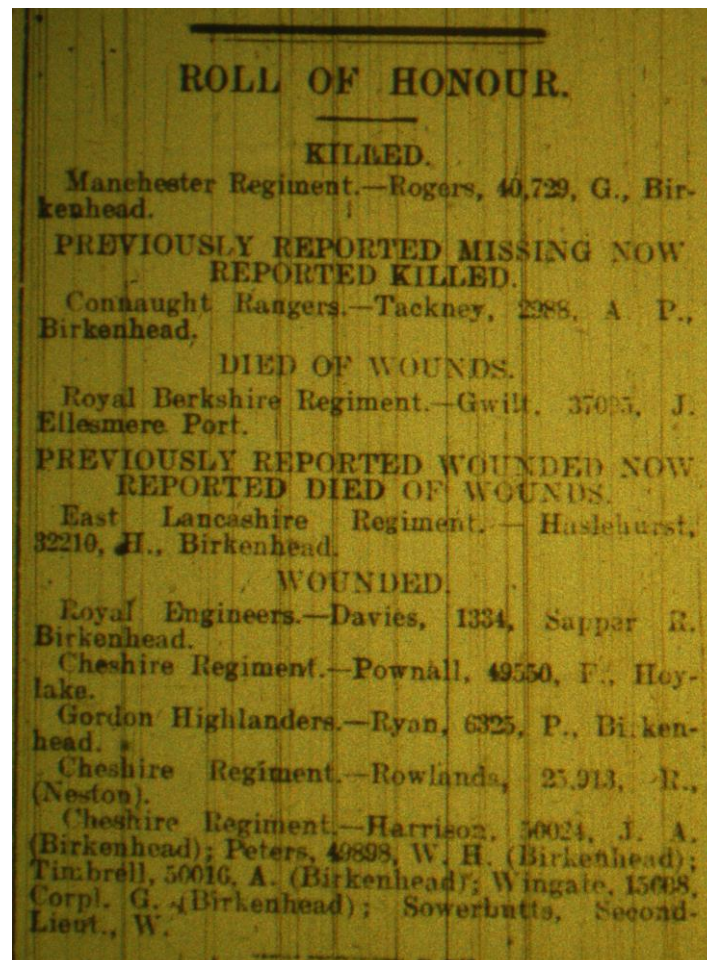 ROLL OF HONOUR.
KILLED.
Manchester Regiment.—Rogers, 40,729, G., Bir-
kenhead.
PREVIOUSLY REPORTED MISSING NOW
REPORTED KILLED.
Connaught Rangers.—Tackney, 2988, A P.,
Birkenhead.
DIED OF WOUNDS.
Royal Berkshire Regiment.—Gwilt, J.
Ellesmere Port.
PREVIOUSLY REPORTED WOUNDED NOW
REPORTED DIED OF WOUNDS.
East Lancashire Regiment.—Haslehurst,
32210, H., Birkenhead.
WOUNDED.
Royal Engineers.—Davies, 1334, Sapper R.
Birkenhead.
Cheshire Regiment.—Pownall, 49550, F., Hoy-
lake.
Gordon Highlanders.—Ryan, 6325, P., Birken-
head.
Cheshire Regiment.—Rowlands, 25,913, R.,
(Neston).
Cheshire Regiment.—Harrison, 50024, J. A.
(Birkenhead); Peters, 49898, W. H. (Birkenhead);
Timbrell, 50016, A. (Birkenhead); Wingate, 15608,
Corpl. G. (Birkenhead); Sowerbutts, Second-
Lieut., W.